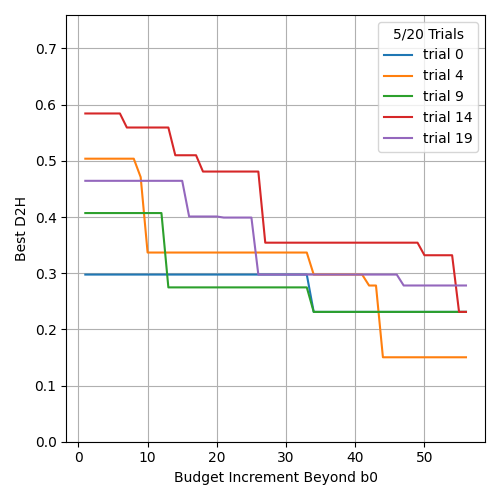 5/20 Trials
trial 0
trial 4
trial 9
trial 14
trial 19
Best D2H
0.7
0.6
0.5
0.4
0.3
0.2
0.1
0.0
0 10 20 30 40 50
Budget Increment Beyond b0